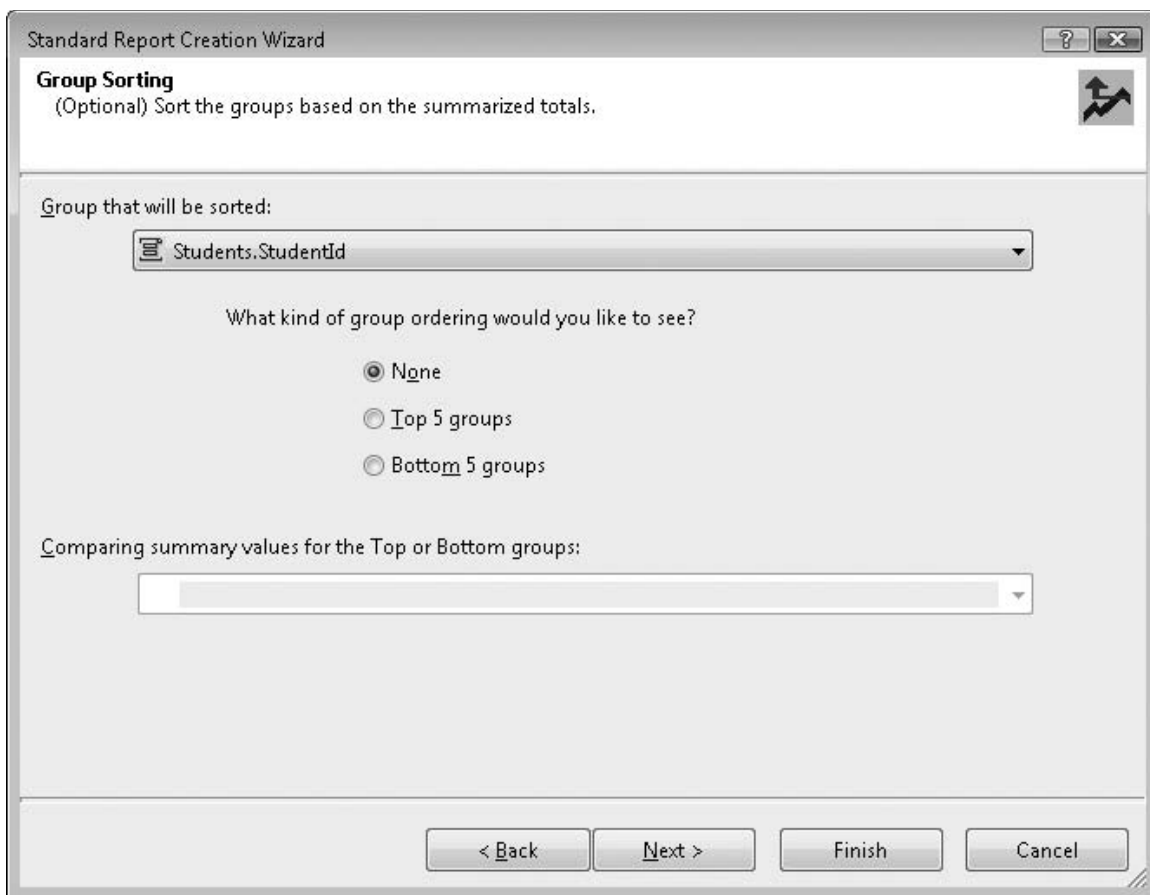 Standard Report Creation Wizard
Group Sorting
(Optional) Sort the groups based on the summarized totals.
Group that will be sorted:
Students.StudentId
What kind of group ordering would you like to see?
None
Top 5 groups
Bottom 5 groups
Comparing summary values for the Top or Bottom groups:
< Back Next > Finish Cancel